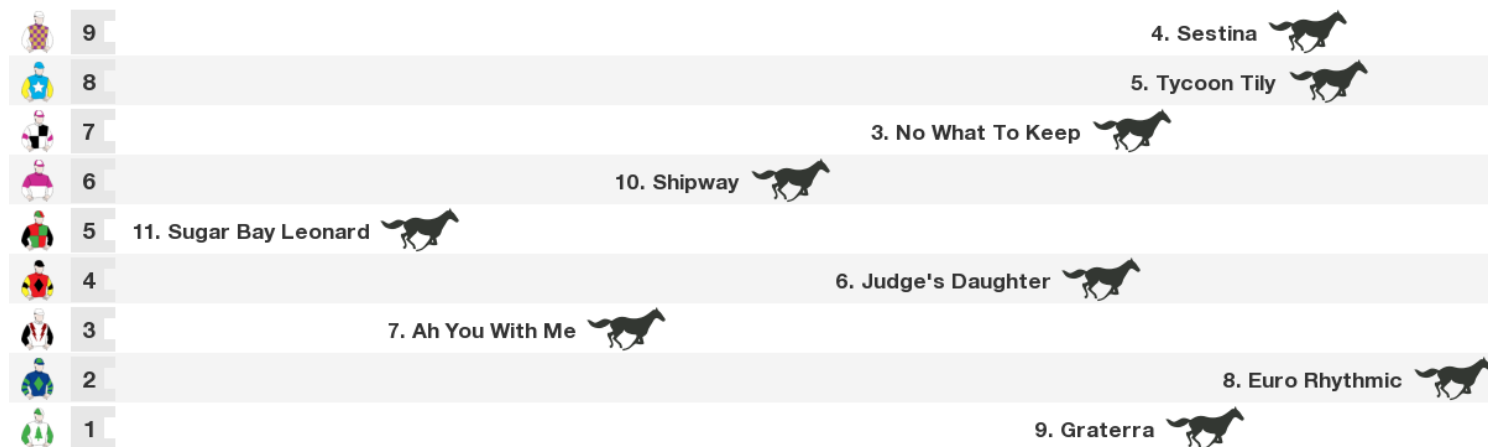 9 4. Sestina
8 5. Tycoon Tily
7 3. No What To Keep
6 10. Shipway
5 11. Sugar Bay Leonard
4 6. Judge's Daughter
3 7. Ah You With Me
2 8. Euro Rhythmic
1 9. Graterra